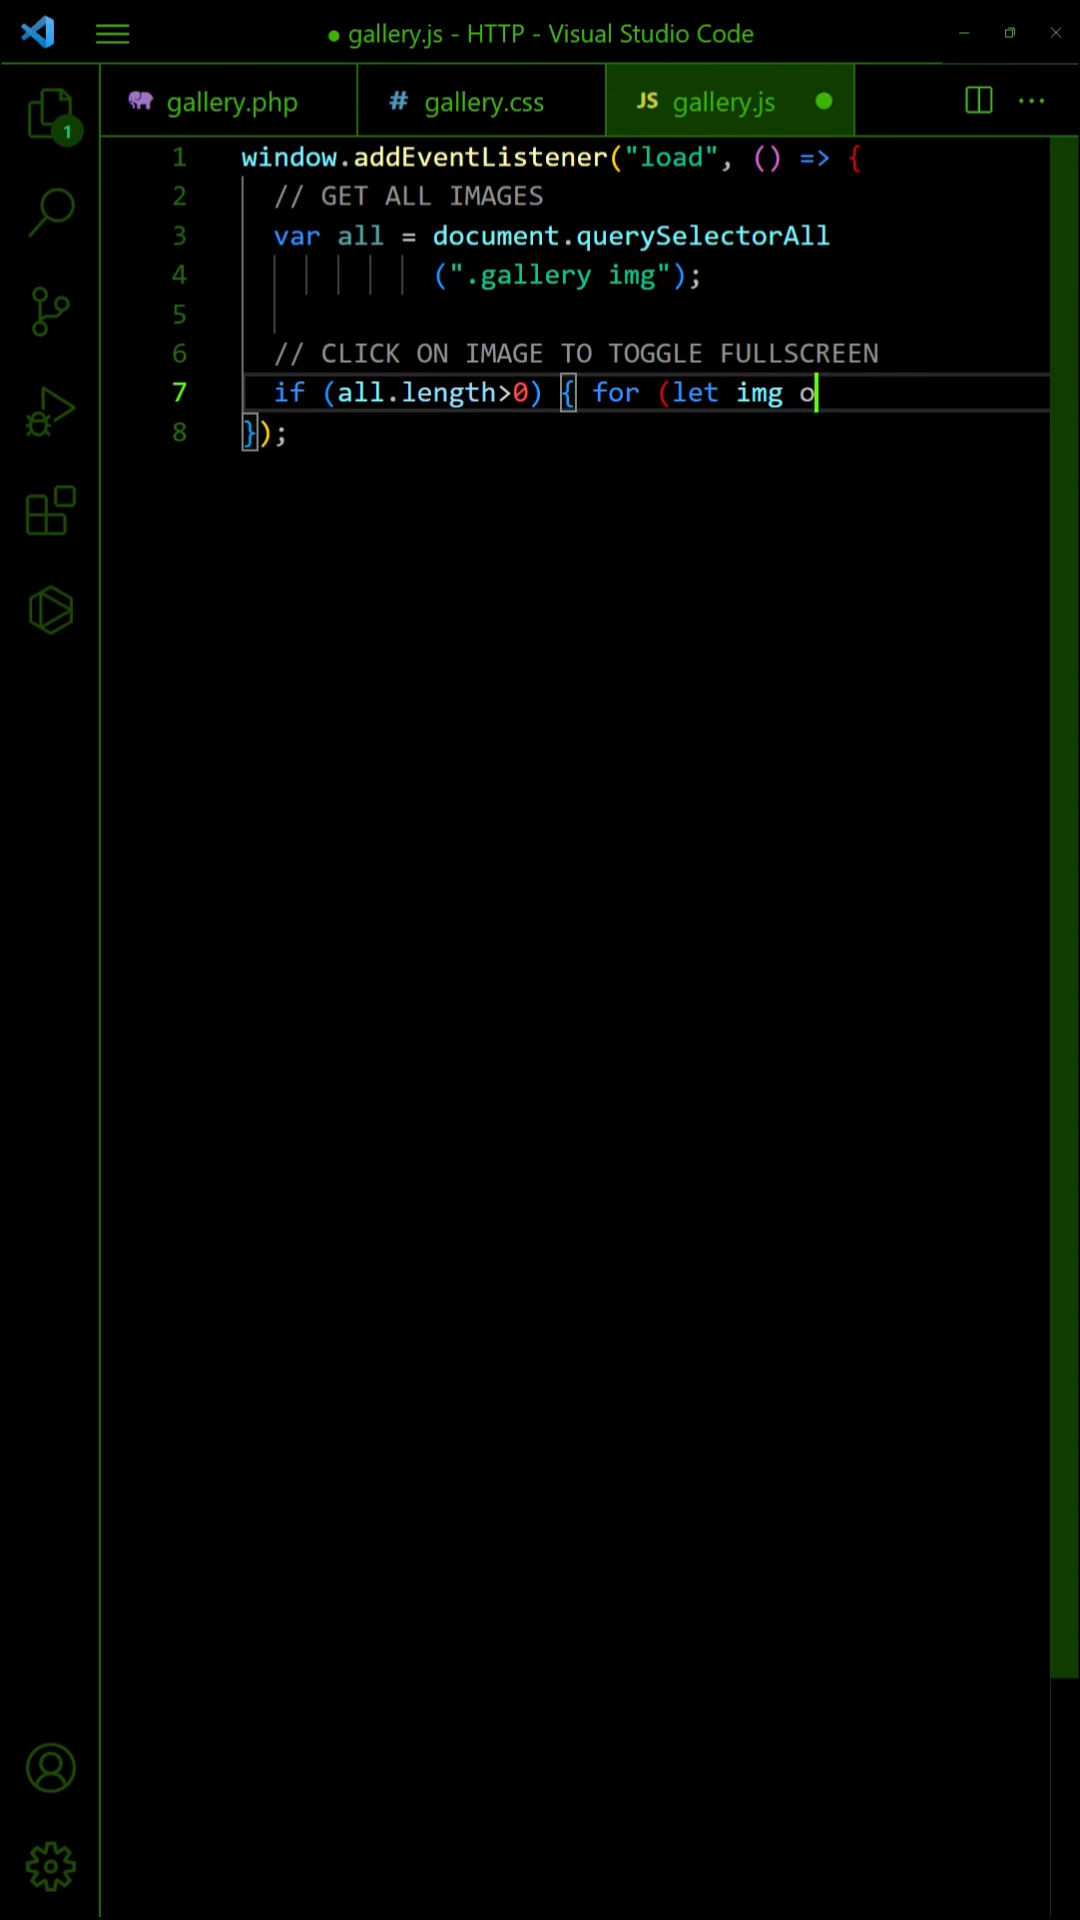 gallery.js - HTTP - Visual Studio Code
gallery.php
# gallery.css
JS gallery.js
1
1 window.addEventListener("load", () => {
2 // GET ALL IMAGES
3 var all = document.querySelectorAll
4 (".gallery img");
5
6 // CLICK ON IMAGE TO TOGGLE FULLSCREEN
7 if (all.length>0) { for (let img o
8 });